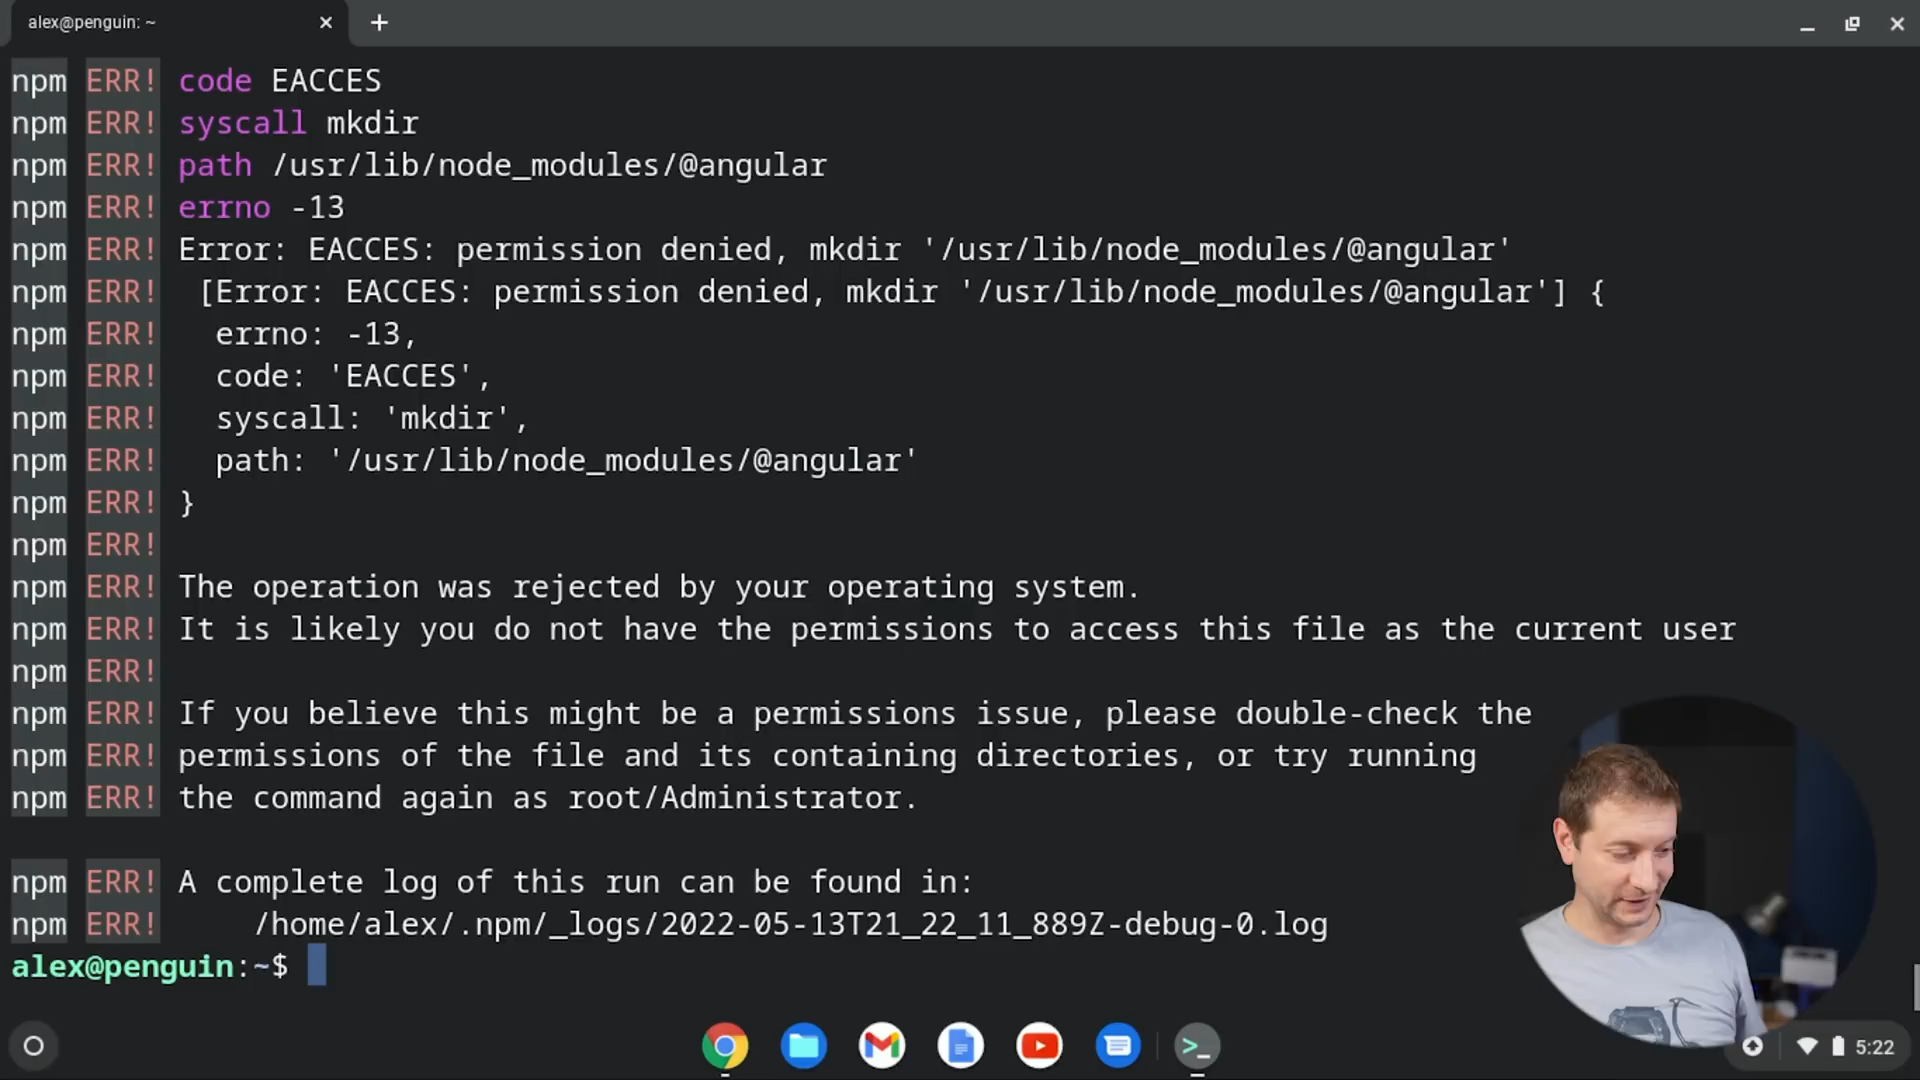 alex@penguin: ~
npm ERR! code EACCES
npm ERR! syscall mkdir
npm ERR! path /usr/lib/node_modules/@angular
npm ERR! errno -13
npm ERR! Error: EACCES: permission denied, mkdir '/usr/lib/node_modules/@angular'
npm ERR!  [Error: EACCES: permission denied, mkdir '/usr/lib/node_modules/@angular'] {
npm ERR!   errno: -13,
npm ERR!   code: 'EACCES',
npm ERR!   syscall: 'mkdir',
npm ERR!   path: '/usr/lib/node_modules/@angular'
npm ERR! }
npm ERR!
npm ERR! The operation was rejected by your operating system.
npm ERR! It is likely you do not have the permissions to access this file as the current user
npm ERR!
npm ERR! If you believe this might be a permissions issue, please double-check the
npm ERR! permissions of the file and its containing directories, or try running
npm ERR! the command again as root/Administrator.
npm ERR! A complete log of this run can be found in:
npm ERR!     /home/alex/.npm/_logs/2022-05-13T21_22_11_889Z-debug-0.log
alex@penguin:~$
5:22